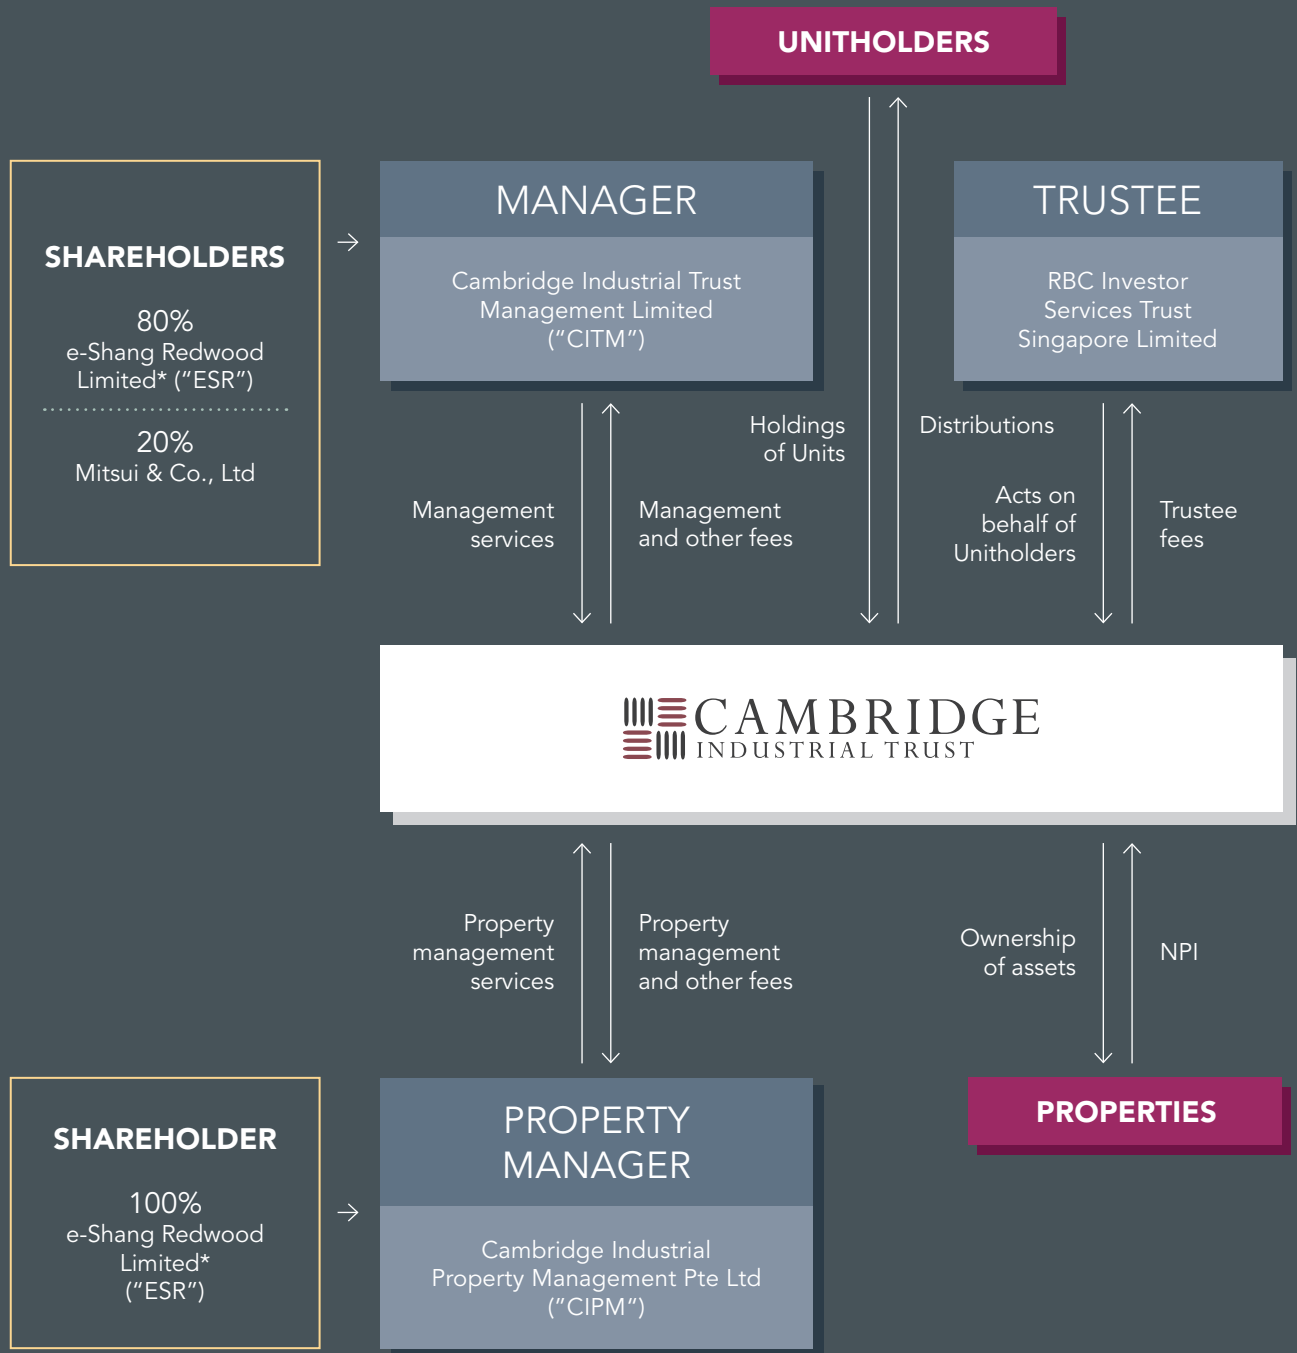 UNITHOLDERS
SHAREHOLDERS
80%
e-Shang Redwood
Limited* (“ESR”)
20%
Mitsui & Co., Ltd
MANAGER
Cambridge Industrial Trust
Management Limited
(“CITM”)
TRUSTEE
RBC Investor
Services Trust
Singapore Limited
Management
services
Management
and other fees
Holdings
of Units
Distributions
Acts on
behalf of
Unitholders
Trustee
fees
CAMBRIDGE
INDUSTRIAL TRUST
Property
management
services
Property
management
and other fees
Ownership
of assets
NPI
SHAREHOLDER
100%
e-Shang Redwood
Limited*
(“ESR”)
PROPERTY
MANAGER
Cambridge Industrial
Property Management Pte Ltd
(“CIPM”)
PROPERTIES